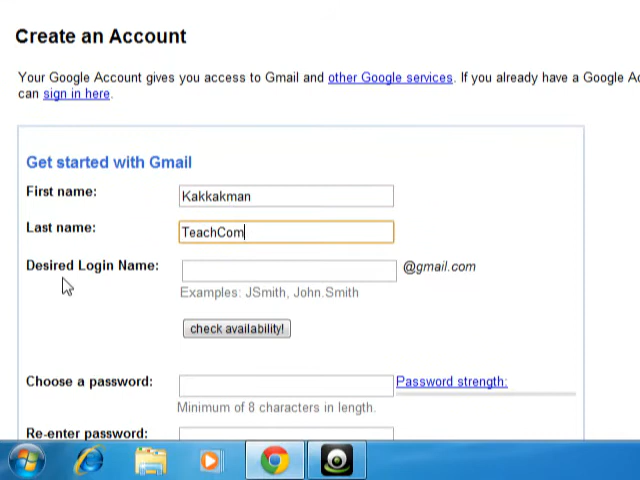 Create an Account
Your Google Account gives you access to Gmail and other Google services. If you already have a Google
can sign in here.
Get started with Gmail
First name: Kakkakman
Last name: TeachCom
Desired Login Name: @gmail.com
Examples: JSmith, John.Smith
check availability!
Choose a password: Password strength:
Minimum of 8 characters in length.
Re-enter password: